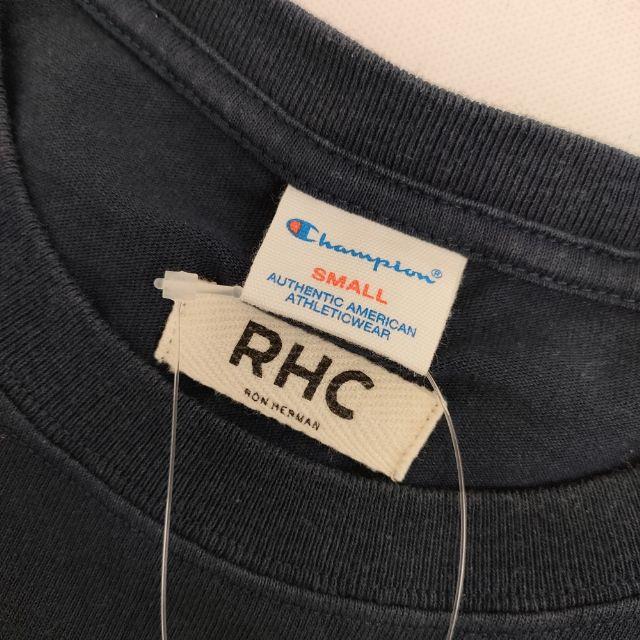 Champion®
SMALL
AUTHENTIC AMERICAN
ATHLETICWEAR
RHC
RON HERMAN